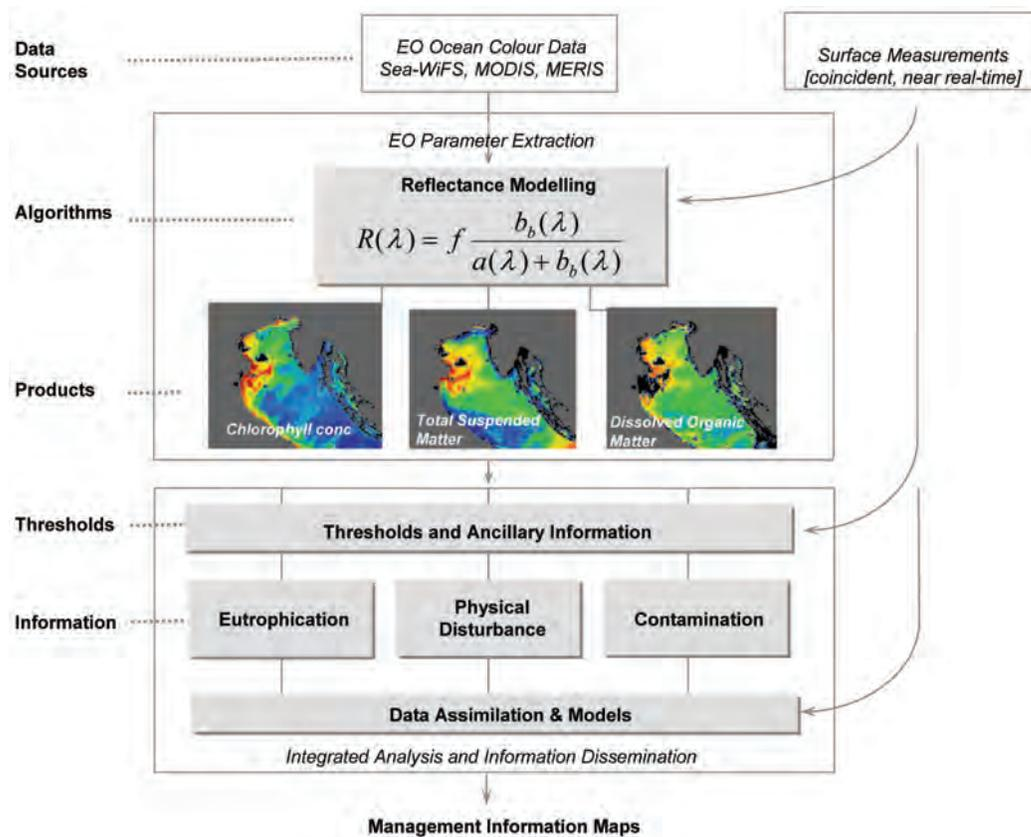 Data
Sources
EO Ocean Colour Data
Sea-WiFS, MODIS, MERIS
Surface Measurements
[coincident, near real-time]
EO Parameter Extraction
Algorithms
Reflectance Modelling
R(λ) = f b_b(λ) / a(λ) + b_b(λ)
Products
Chlorophyll conc
Total Suspended
Matter
Dissolved Organic
Matter
Thresholds
Thresholds and Ancillary Information
Information
Eutrophication
Physical
Disturbance
Contamination
Data Assimilation & Models
Integrated Analysis and Information Dissemination
Management Information Maps